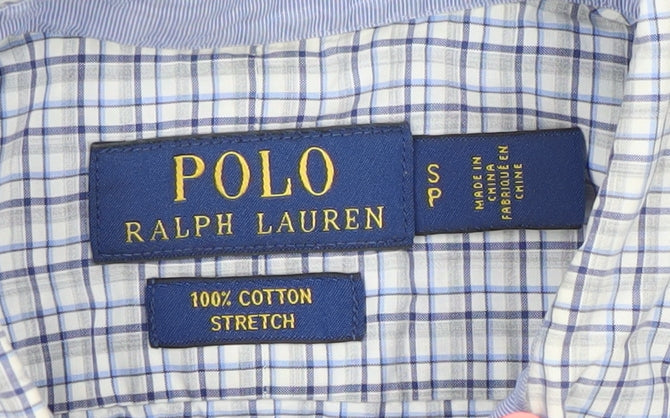 POLO
RALPH LAUREN
S
P
MADE IN
CHINA
FABRIQUÉ EN
CHINE
100% COTTON
STRETCH